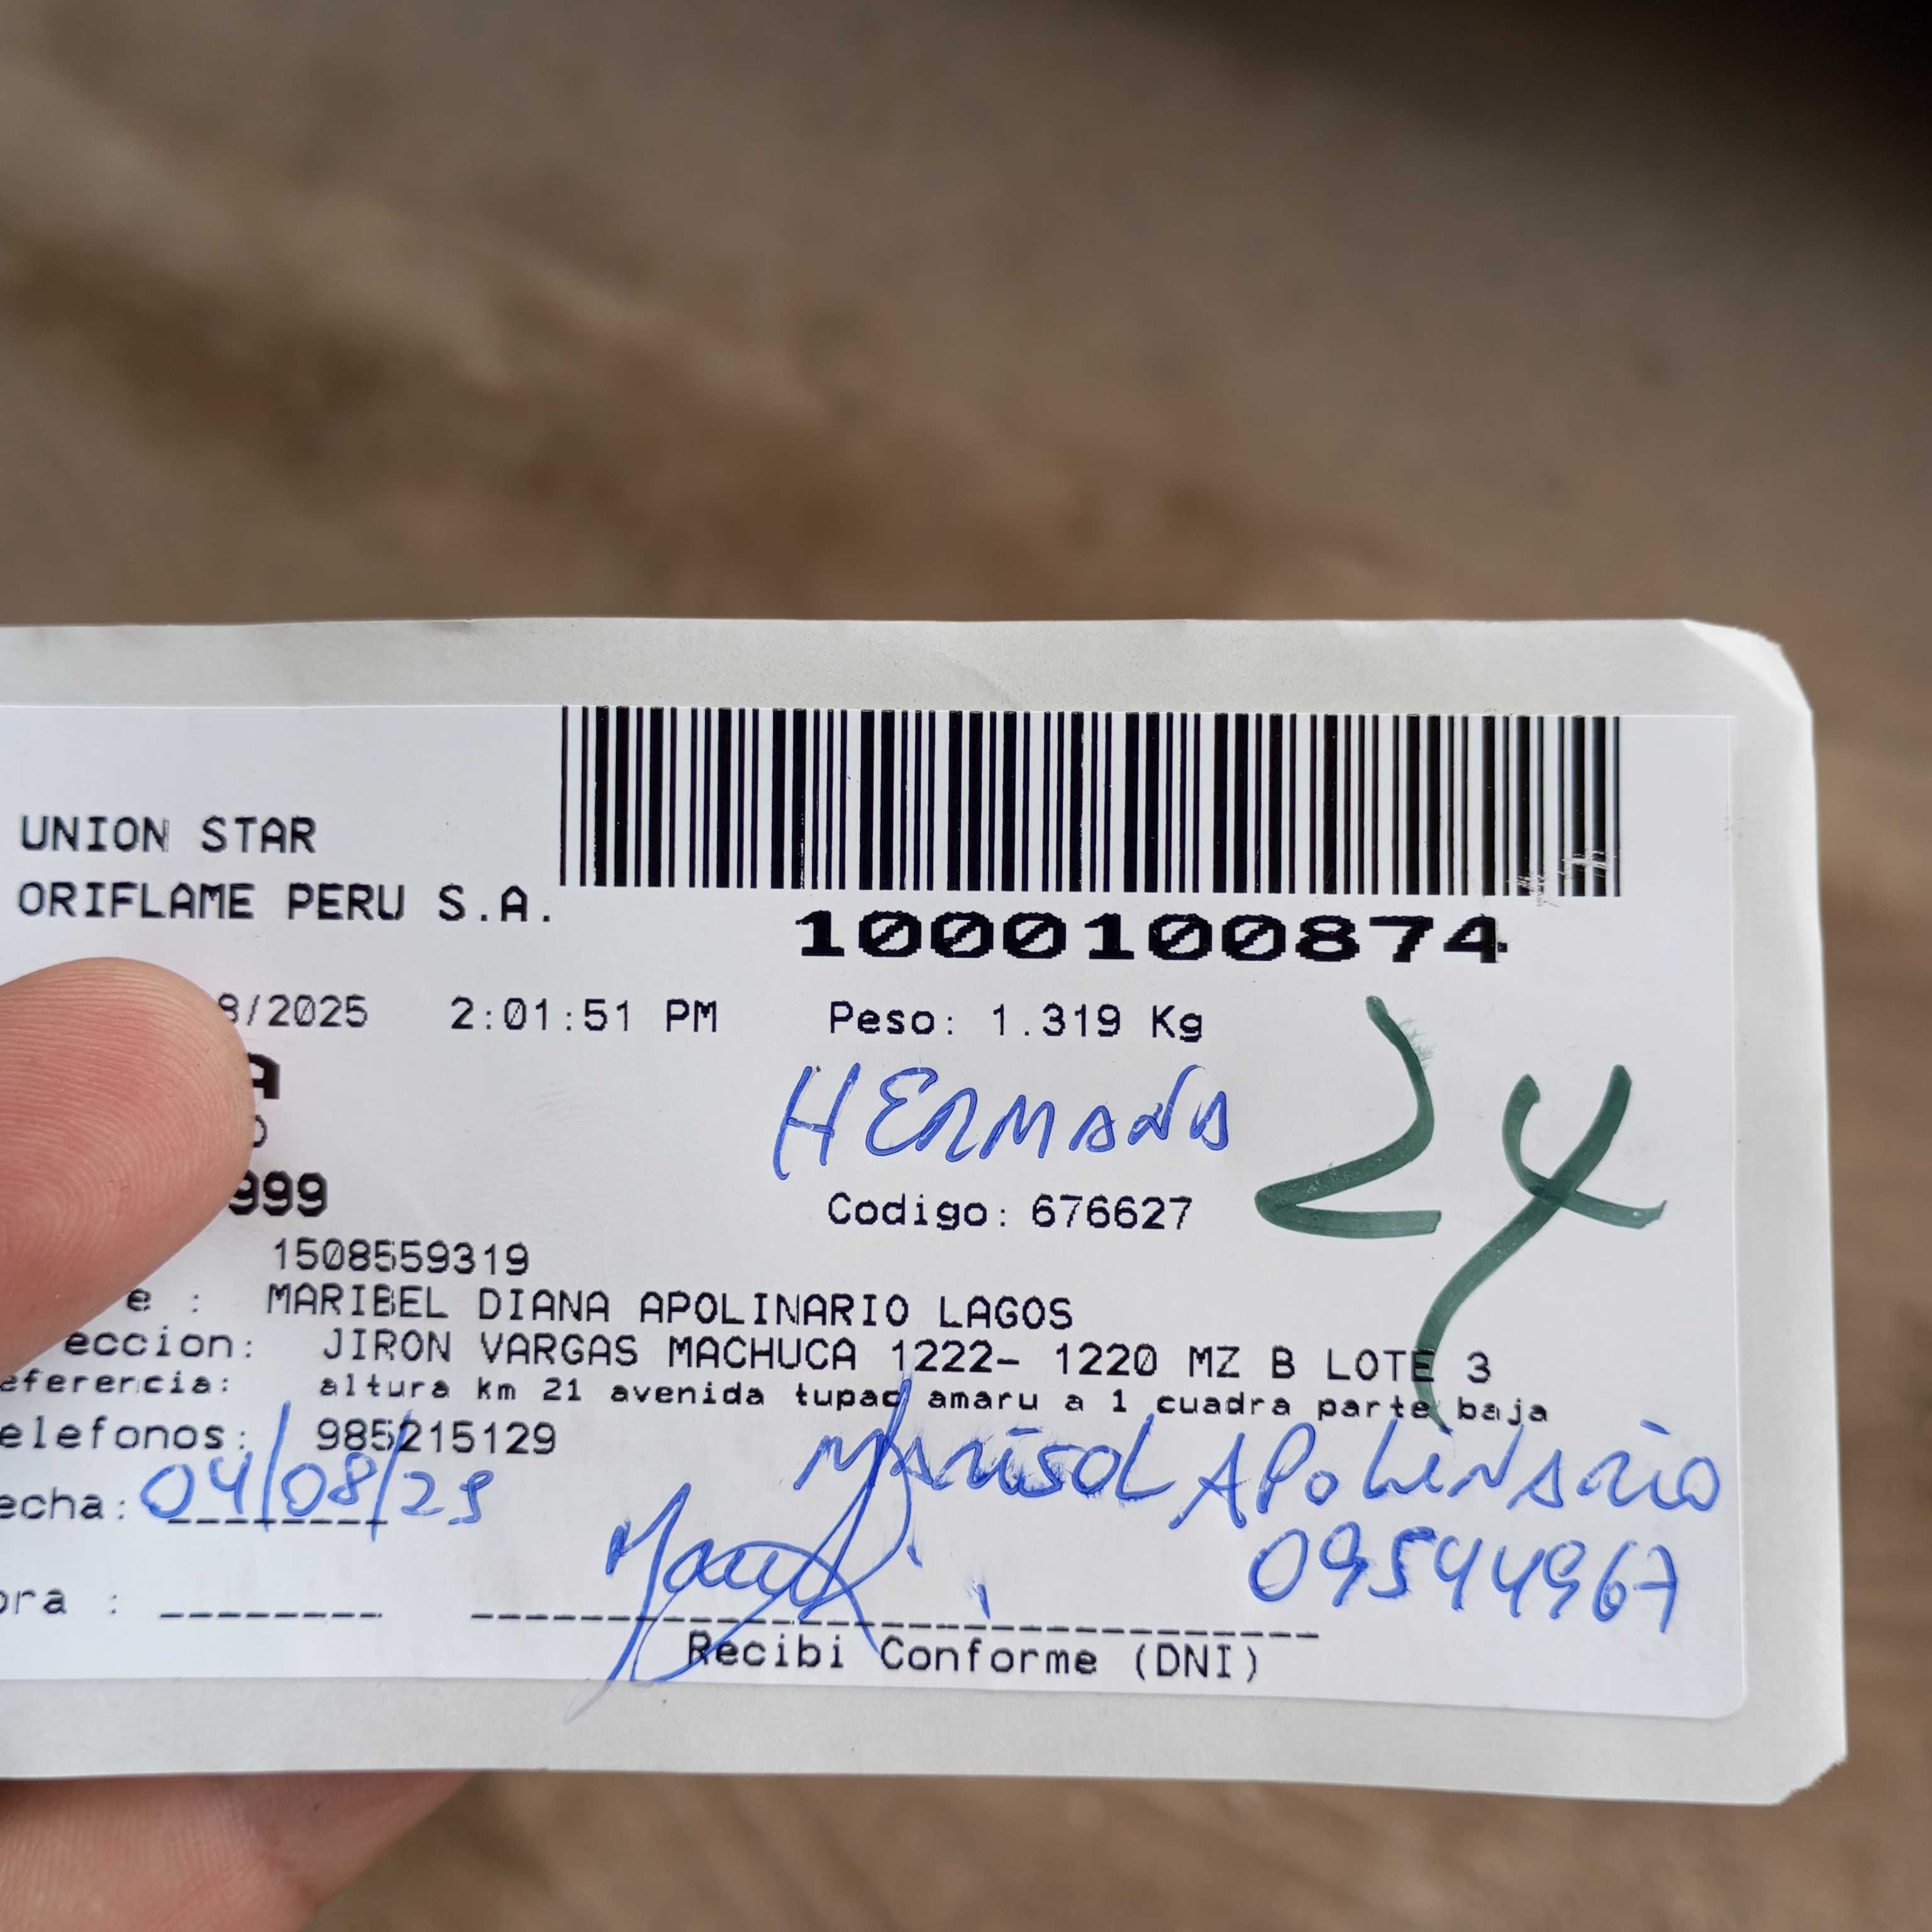 UNION STAR
ORIFLAME PERU S.A.
1000100874
8/2025 2:01:51 PM Peso: 1.319 Kg
24
A
O
HERMANA
999
Codigo: 676627
1508559319
e : MARIBEL DIANA APOLINARIO LAGOS
eccion: JIRON VARGAS MACHUCA 1222- 1220 MZ B LOTE 3
eferencia: altura km 21 avenida tupac amaru a 1 cuadra parte baja
elefonos: 985215129
MARISOL APOLINARIO
echa: 04/08/25
09544967
ora :
Recibi Conforme (DNI)